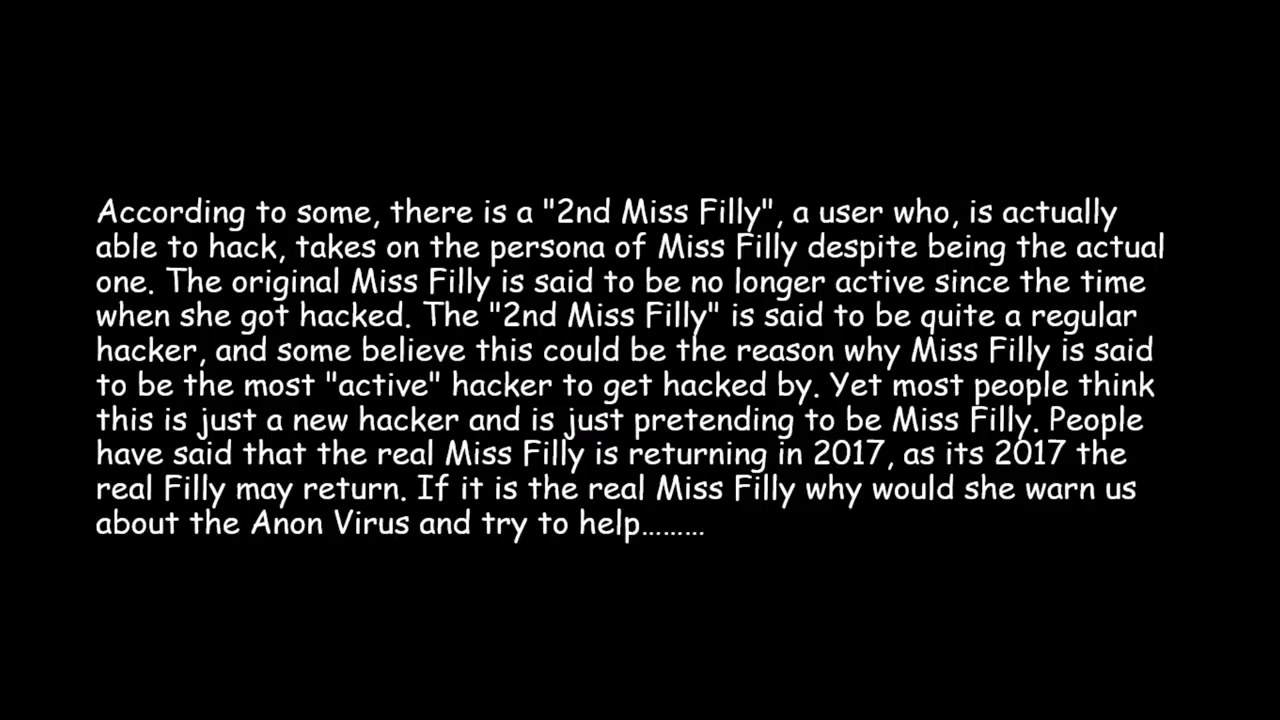 According to some, there is a "2nd Miss Filly", a user who, is actually
able to hack, takes on the persona of Miss Filly despite being the actual
one. The original Miss Filly is said to be no longer active since the time
when she got hacked. The "2nd Miss Filly" is said to be quite a regular
hacker, and some believe this could be the reason why Miss Filly is said
to be the most "active" hacker to get hacked by. Yet most people think
this is just a new hacker and is just pretending to be Miss Filly. People
have said that the real Miss Filly is returning in 2017, as its 2017 the
real Filly may return. If it is the real Miss Filly why would she warn us
about the Anon Virus and try to help.........